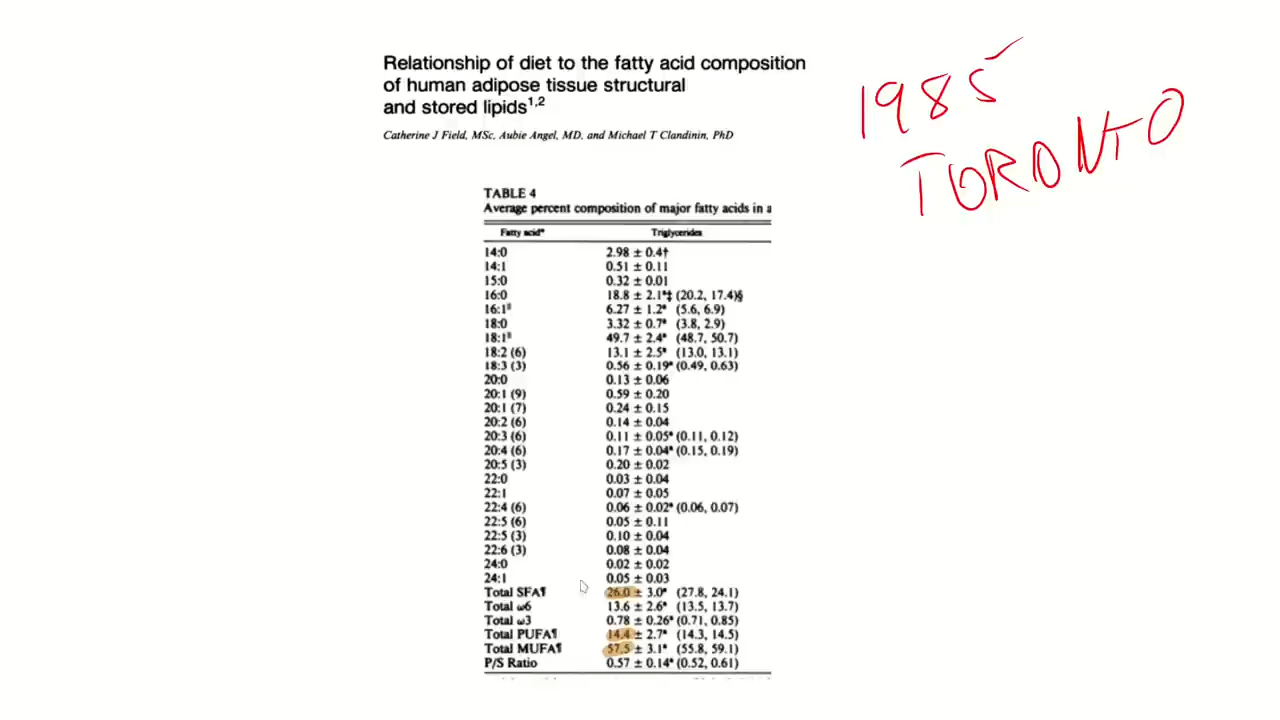 Relationship of diet to the fatty acid composition
of human adipose tissue structural
and stored lipids1,2
Catherine J Field, MSc, Aubie Angel, MD, and Michael T Clandinin, PhD
1985
TORONTO
TABLE 4
Average percent composition of major fatty acids in a
Fatty acid* Triglycerides
14:0 2.98 ± 0.4†
14:1 0.51 ± 0.11
15:0 0.32 ± 0.01
16:0 18.8 ± 2.1*‡ (20.2, 17.4)§
16:1‖ 6.27 ± 1.2* (5.6, 6.9)
18:0 3.32 ± 0.7* (3.8, 2.9)
18:1‖ 49.7 ± 2.4* (48.7, 50.7)
18:2 (6) 13.1 ± 2.5* (13.0, 13.1)
18:3 (3) 0.56 ± 0.19* (0.49, 0.63)
20:0 0.13 ± 0.06
20:1 (9) 0.59 ± 0.20
20:1 (7) 0.24 ± 0.15
20:2 (6) 0.14 ± 0.04
20:3 (6) 0.11 ± 0.05* (0.11, 0.12)
20:4 (6) 0.17 ± 0.04* (0.15, 0.19)
20:5 (3) 0.20 ± 0.02
22:0 0.03 ± 0.04
22:1 0.07 ± 0.05
22:4 (6) 0.06 ± 0.02* (0.06, 0.07)
22:5 (6) 0.05 ± 0.11
22:5 (3) 0.10 ± 0.04
22:6 (3) 0.08 ± 0.04
24:0 0.02 ± 0.02
24:1 0.05 ± 0.03
Total SFA¶ 26.0 ± 3.0* (27.8, 24.1)
Total ω6 13.6 ± 2.6* (13.5, 13.7)
Total ω3 0.78 ± 0.26* (0.71, 0.85)
Total PUFA¶ 14.4 ± 2.7* (14.3, 14.5)
Total MUFA¶ 57.5 ± 3.1* (55.8, 59.1)
P/S Ratio 0.57 ± 0.14* (0.52, 0.61)